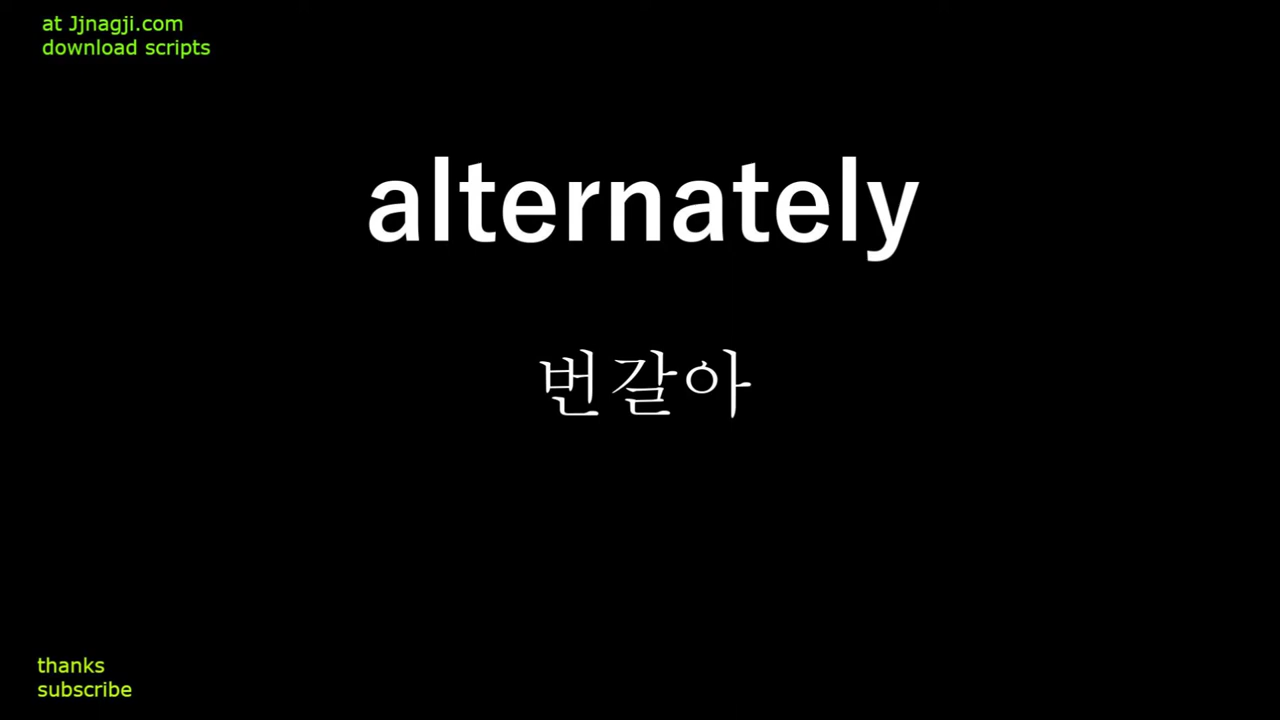 at Jjnagji.com
download scripts
alternately
번갈아
thanks
subscribe